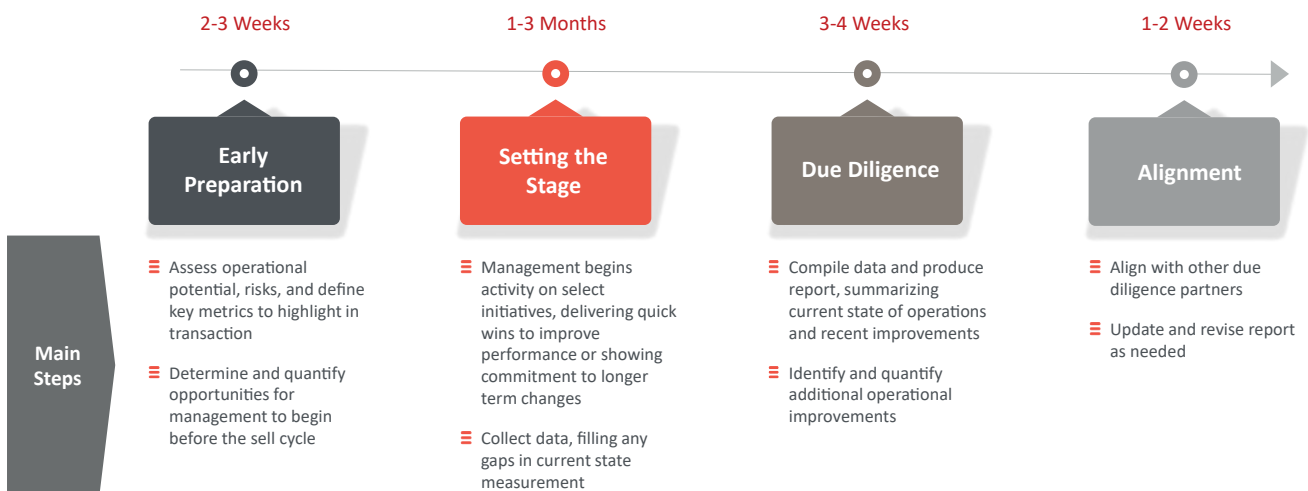 2-3 Weeks
1-3 Months
3-4 Weeks
1-2 Weeks
Early
Preparation
Setting the
Stage
Due Diligence
Alignment
Main
Steps
Assess operational
potential, risks, and define
key metrics to highlight in
transaction
Determine and quantify
opportunities for
management to begin
before the sell cycle
Management begins
activity on select
initiatives, delivering quick
wins to improve
performance or showing
commitment to longer
term changes
Collect data, filling any
gaps in current state
measurement
Compile data and produce
report, summarizing
current state of operations
and recent improvements
Identify and quantify
additional operational
improvements
Align with other due
diligence partners
Update and revise report
as needed